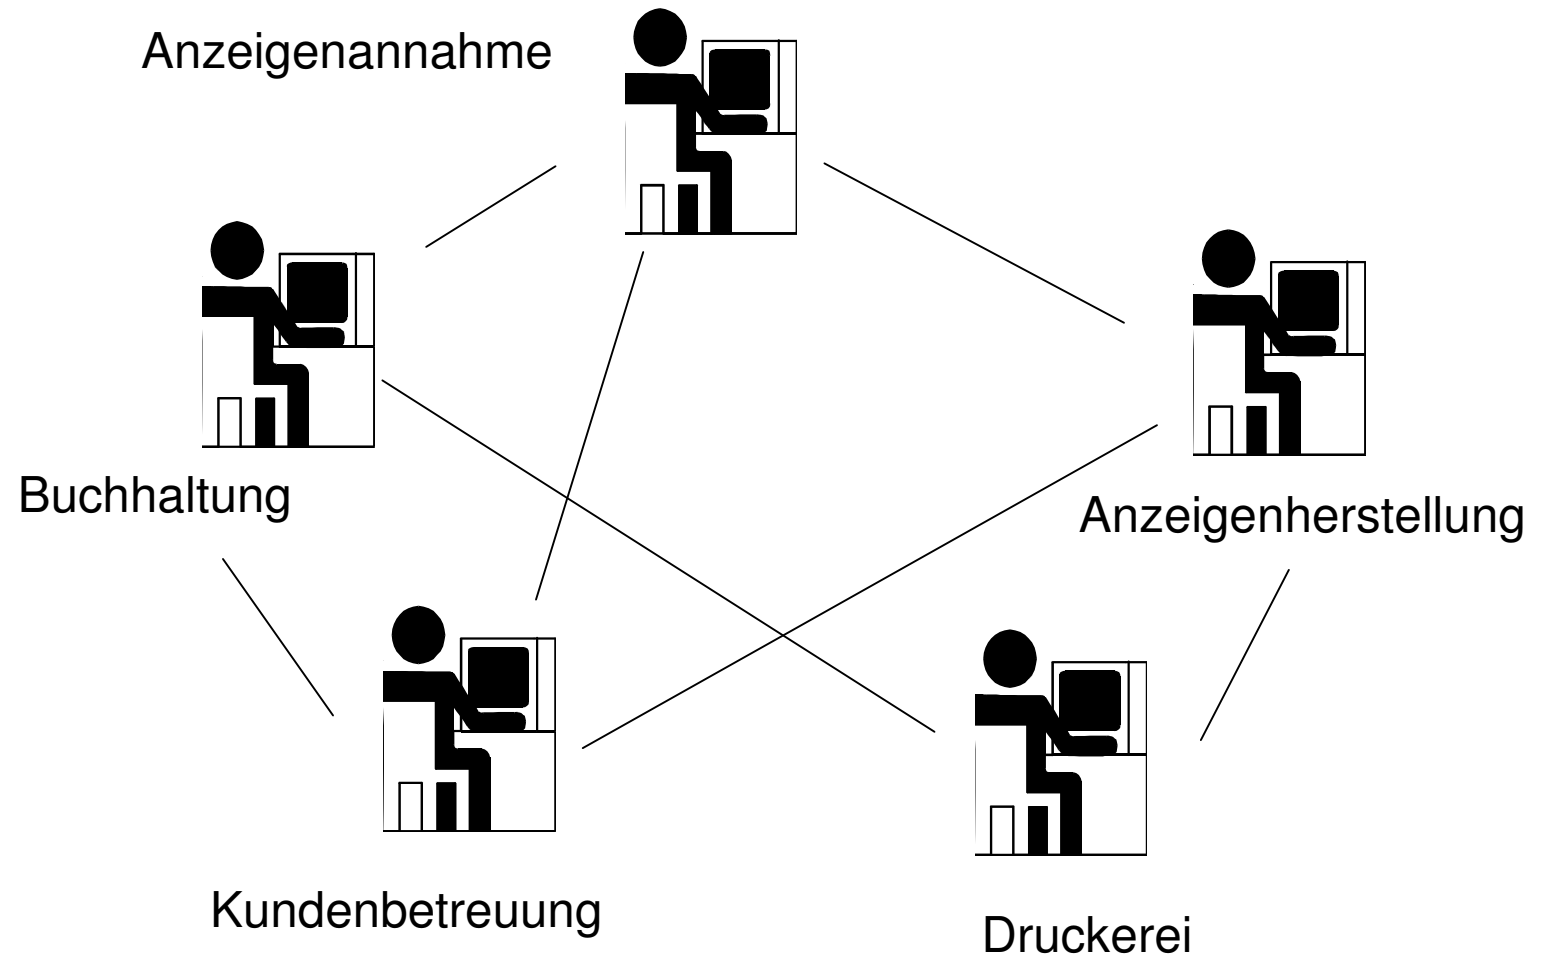 Anzeigenannahme
Buchhaltung
Anzeigenherstellung
Kundenbetreuung
Druckerei